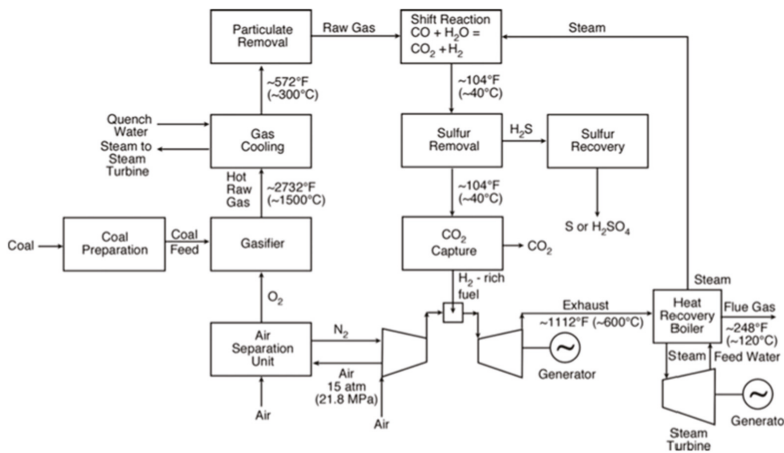 Particulate
Removal
Raw Gas
Shift Reaction
CO + H₂O =
CO₂ + H₂
Steam
~572°F
(~300°C)
~104°F
(~40°C)
Quench
Water
Steam to
Steam
Turbine
Gas
Cooling
Sulfur
Removal
H₂S
Sulfur
Recovery
Hot
Raw
Gas
~2732°F
(~1500°C)
~104°F
(~40°C)
S or H₂SO₄
Coal
Coal
Preparation
Coal
Feed
Gasifier
CO₂
Capture
CO₂
O₂
H₂ - rich
fuel
Steam
Exhaust
~1112°F (~600°C)
Heat
Recovery
Boiler
Flue Gas
~248°F
(~120°C)
Air
Separation
Unit
N₂
Air
15 atm
(21.8 MPa)
~
Generator
Steam
Feed Water
Air
Air
~
Generato
Steam
Turbine